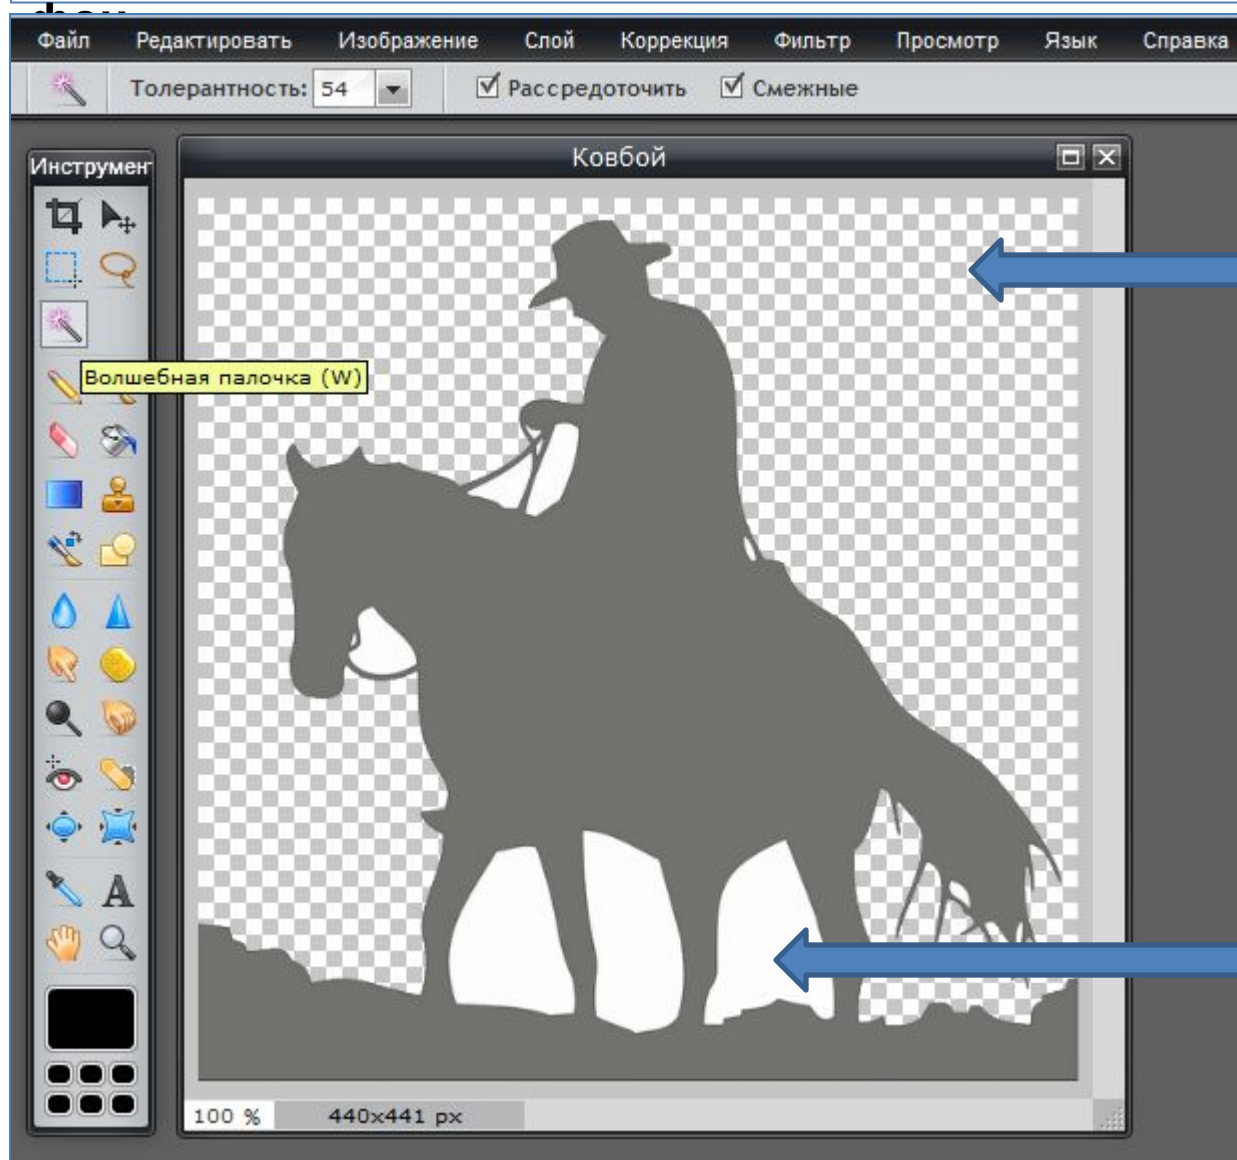 фон
Файл Редактировать Изображение Слой Коррекция Фильтр Просмотр Язык Справка
Толерантность: 54 Рассредоточить Смежные
Инструмен
Ковбой
Волшебная палочка (W)
A
100 % 440x441 px